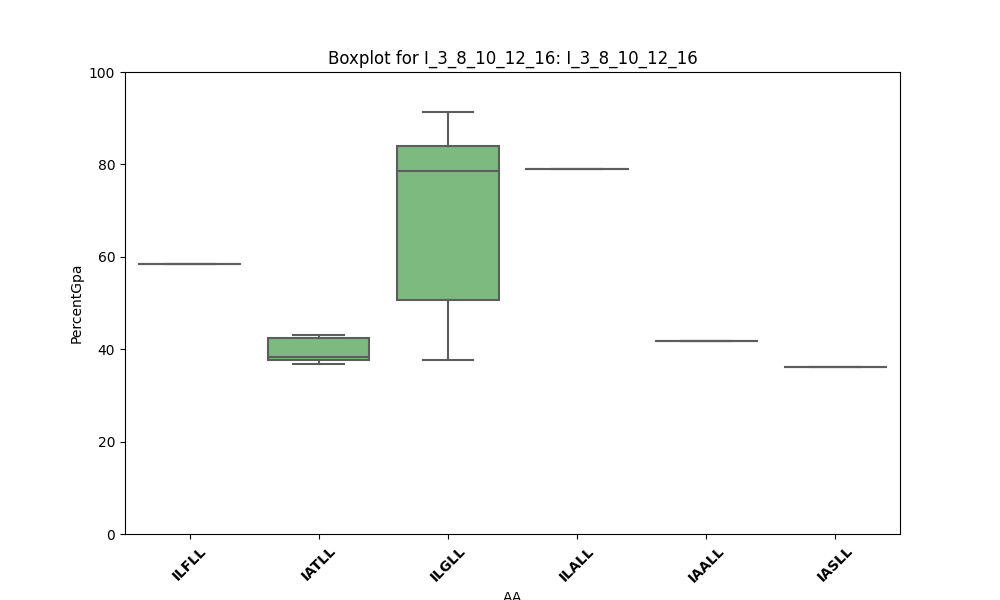 Boxplot for I_3_8_10_12_16: I_3_8_10_12_16
100
80
60
40
20
0
PercentGpa
ILFLL
IATLL
ILGLL
ILALL
IAALL
IASLL
AA